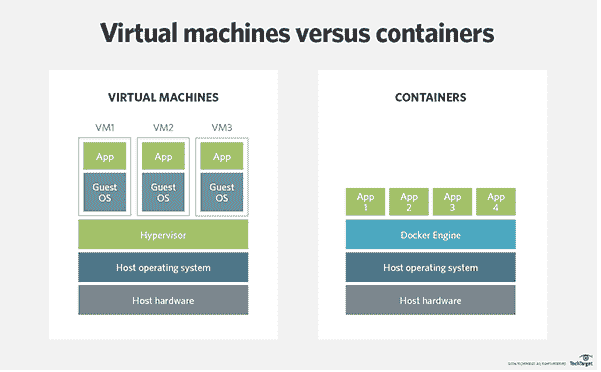 Virtual machines versus containers
VIRTUAL MACHINES
VM1 VM2 VM3
App App App
Guest OS Guest OS Guest OS
Hypervisor
Host operating system
Host hardware
CONTAINERS
App 1 App 2 App 3 App 4
Docker Engine
Host operating system
Host hardware
TechTarget